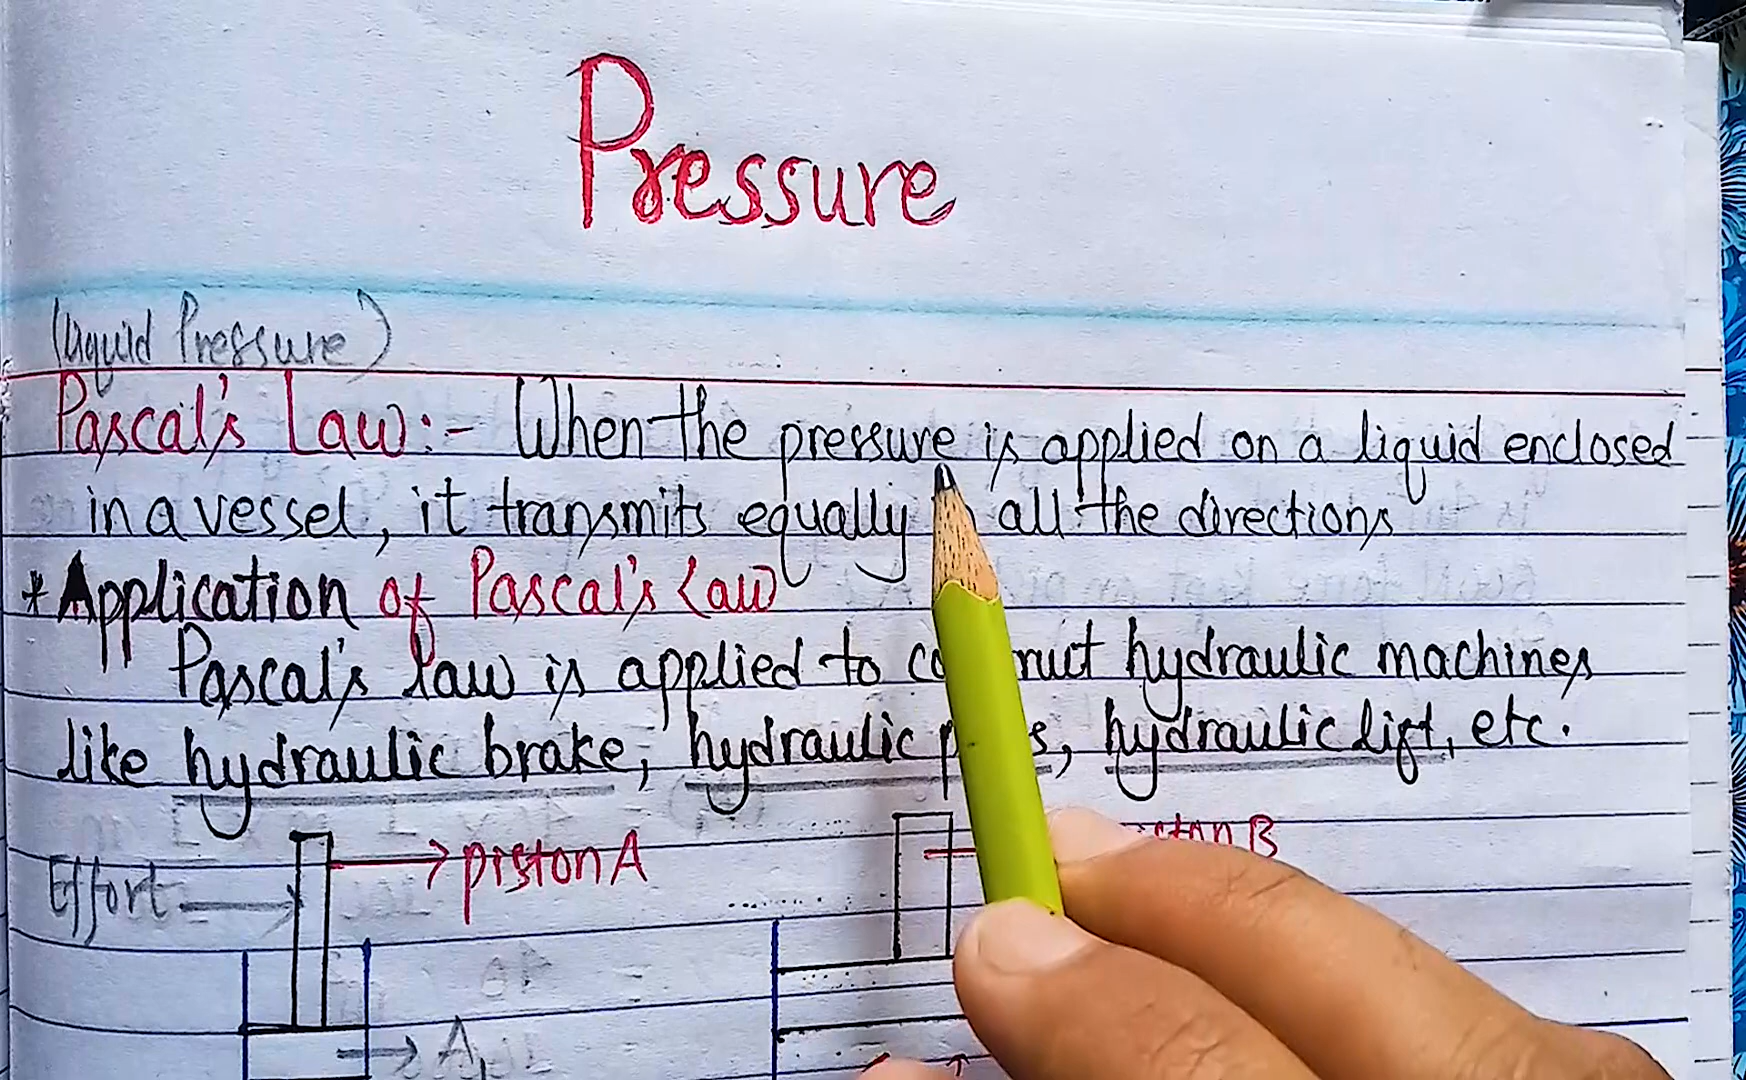 Pressure
(Liquid Pressure)
Pascal's Law:- When the pressure is applied on a liquid enclosed
in a vessel, it transmits equally all the directions
* Application of Pascal's Law
Pascal's law is applied to hydraulic machines
like hydraulic brake, hydraulic, hydraulic lift, etc.
piston A
B
Effort
A₁